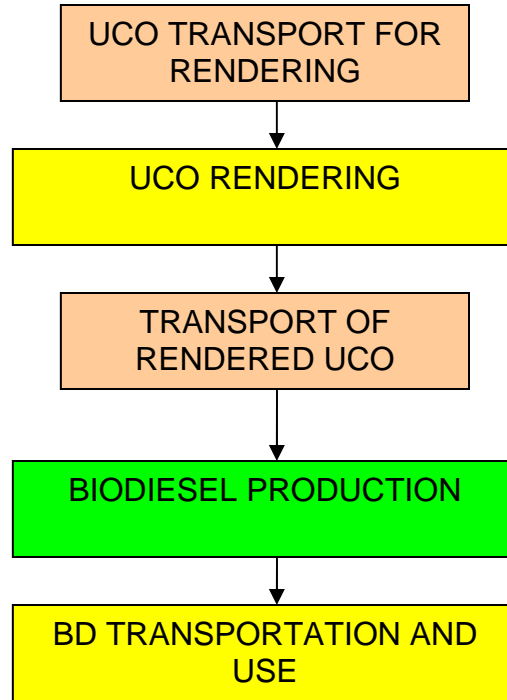 UCO TRANSPORT FOR
RENDERING
UCO RENDERING
TRANSPORT OF
RENDERED UCO
BIODIESEL PRODUCTION
BD TRANSPORTATION AND
USE